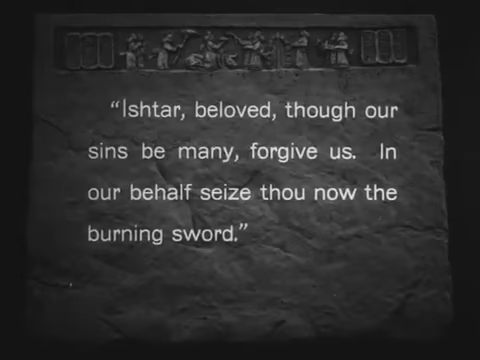 “Ishtar, beloved, though our
sins be many, forgive us. In
our behalf seize thou now the
burning sword.”